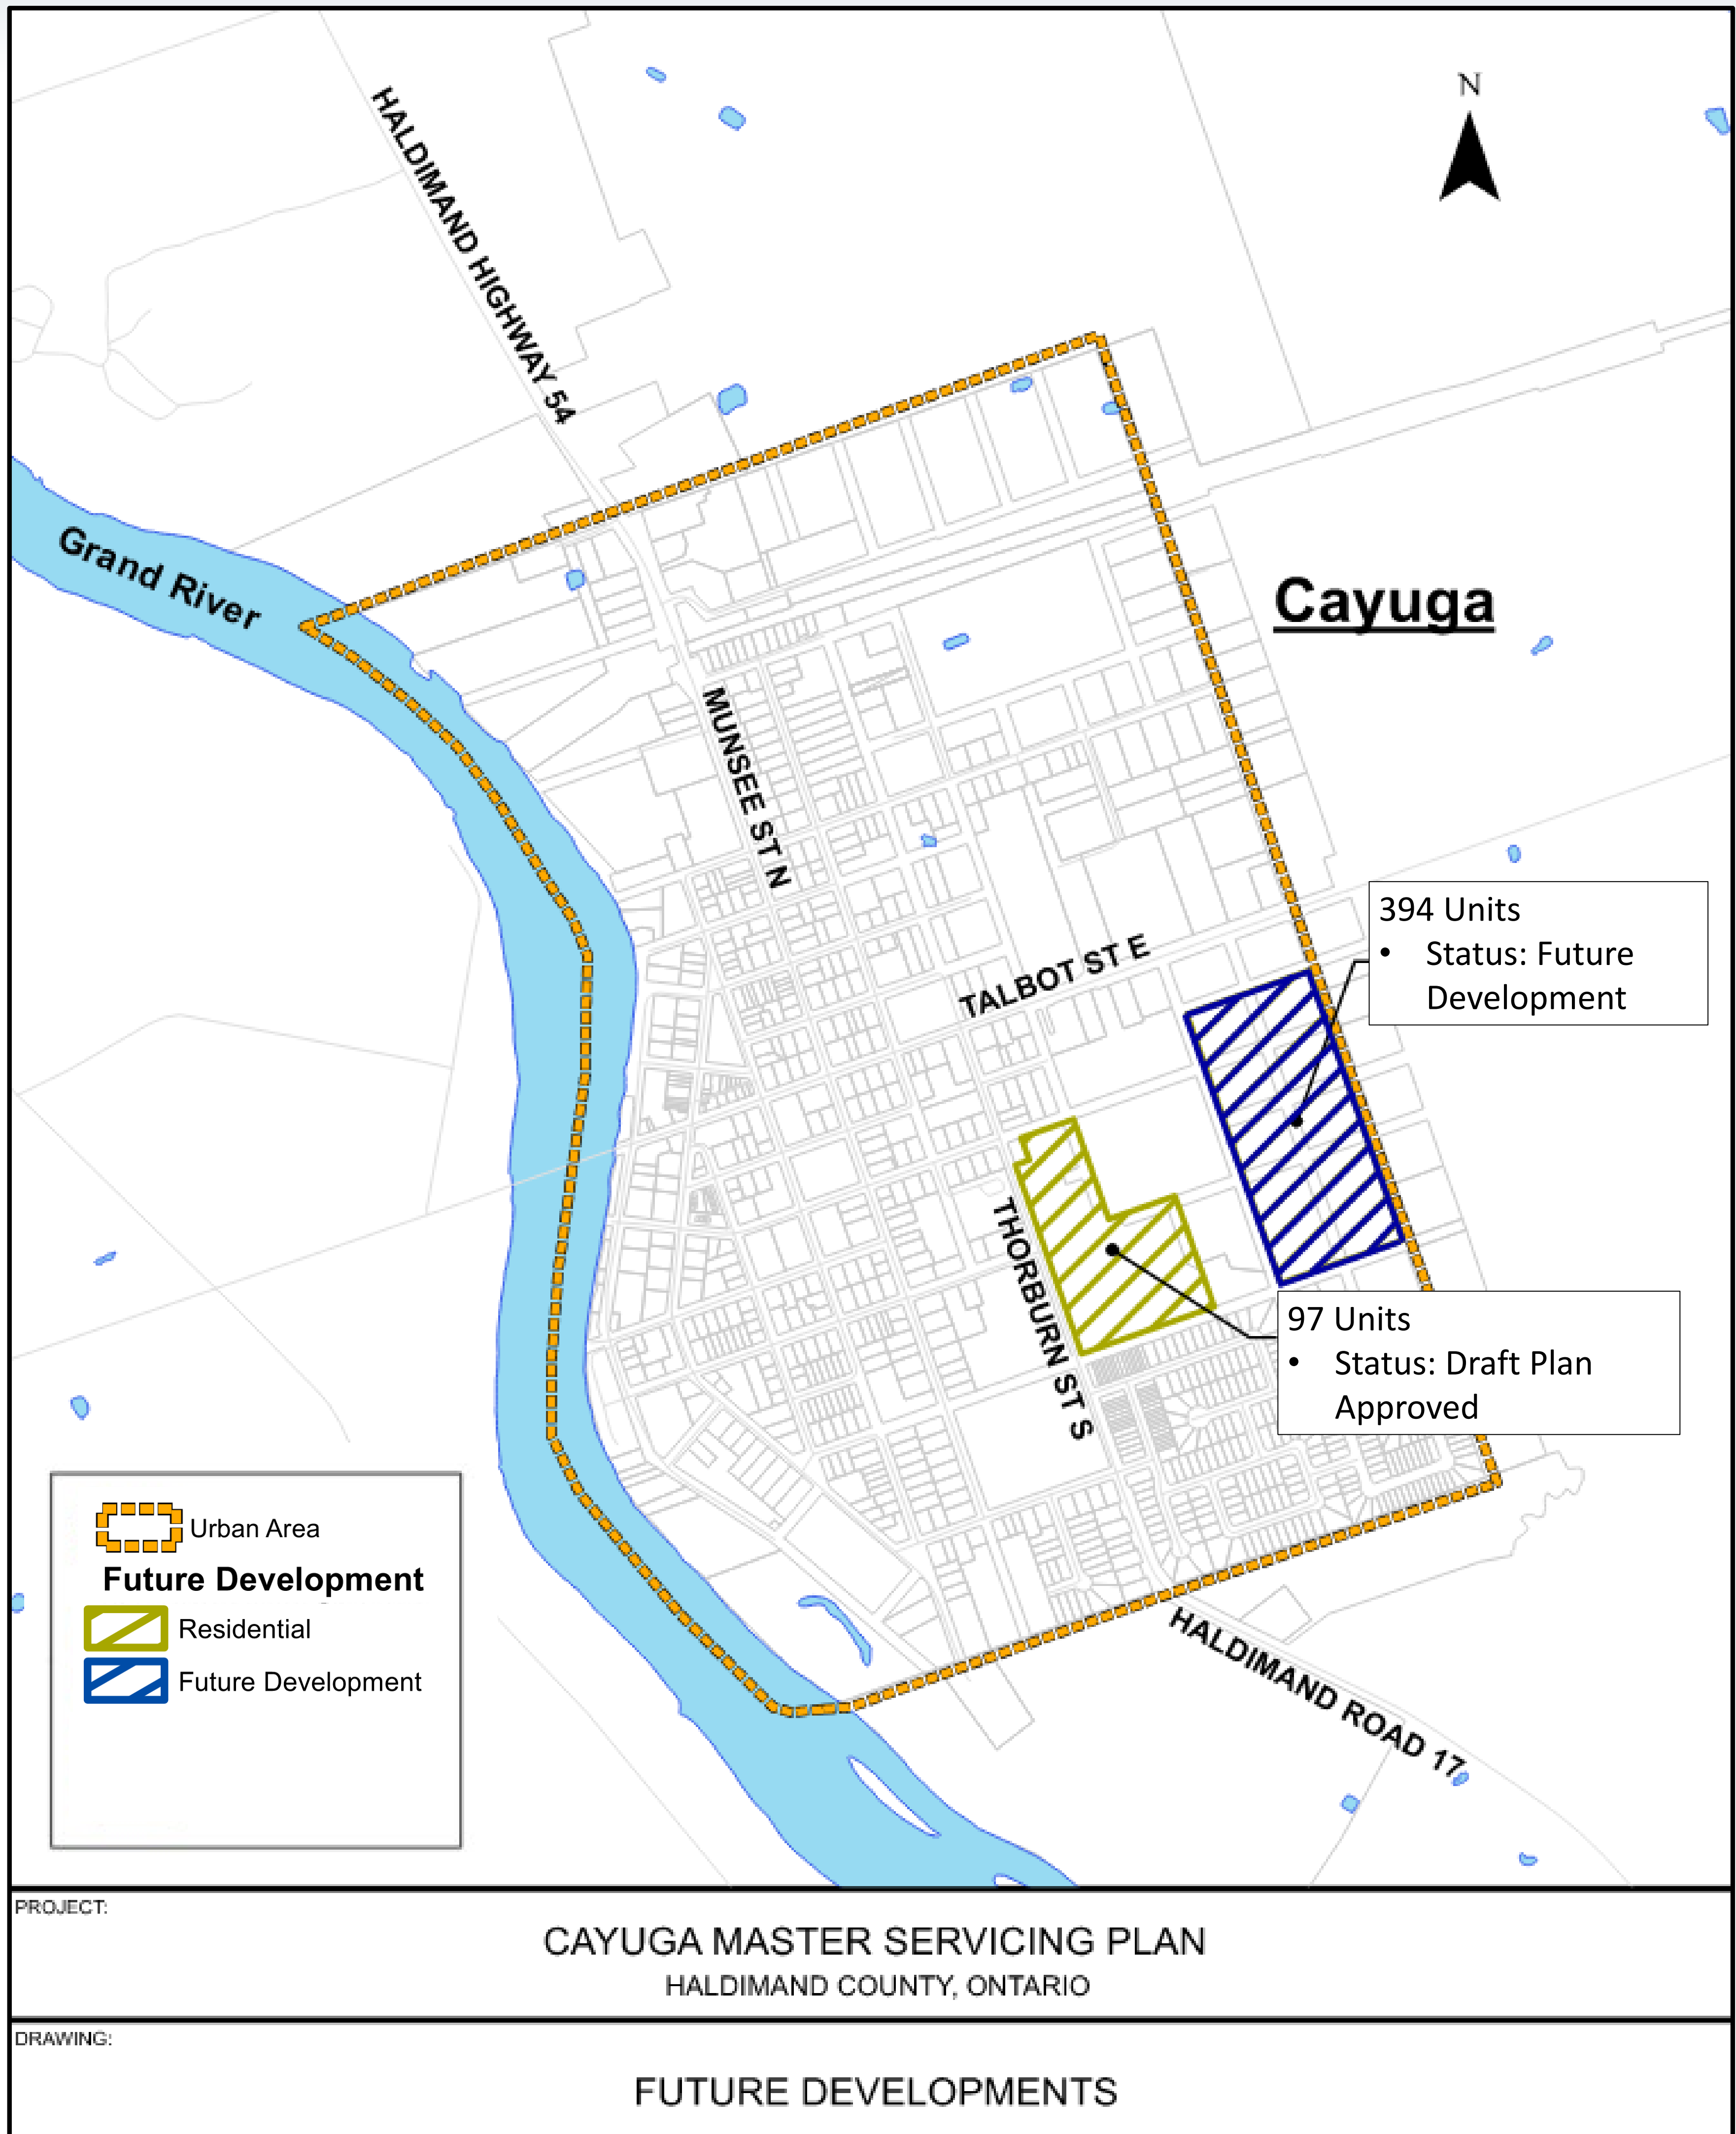 N
HALDIMAND HIGHWAY 54
Grand River
Cayuga
MUNSEE ST N
394 Units
• Status: Future
Development
TALBOT ST E
THORBURN ST S
97 Units
• Status: Draft Plan
Approved
Urban Area
Future Development
Residential
Future Development
HALDIMAND ROAD 17
PROJECT:
CAYUGA MASTER SERVICING PLAN
HALDIMAND COUNTY, ONTARIO
DRAWING:
FUTURE DEVELOPMENTS